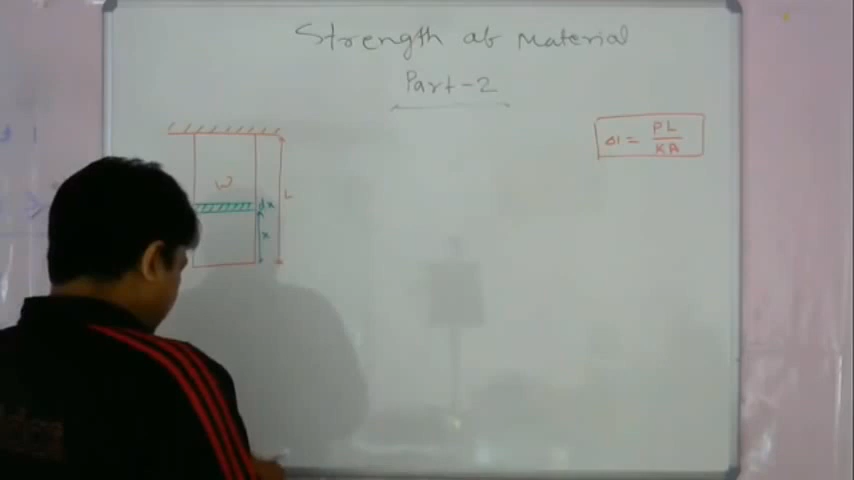 Strength of Material
Part-2
Δl = PL
KA
W
L
dx
x